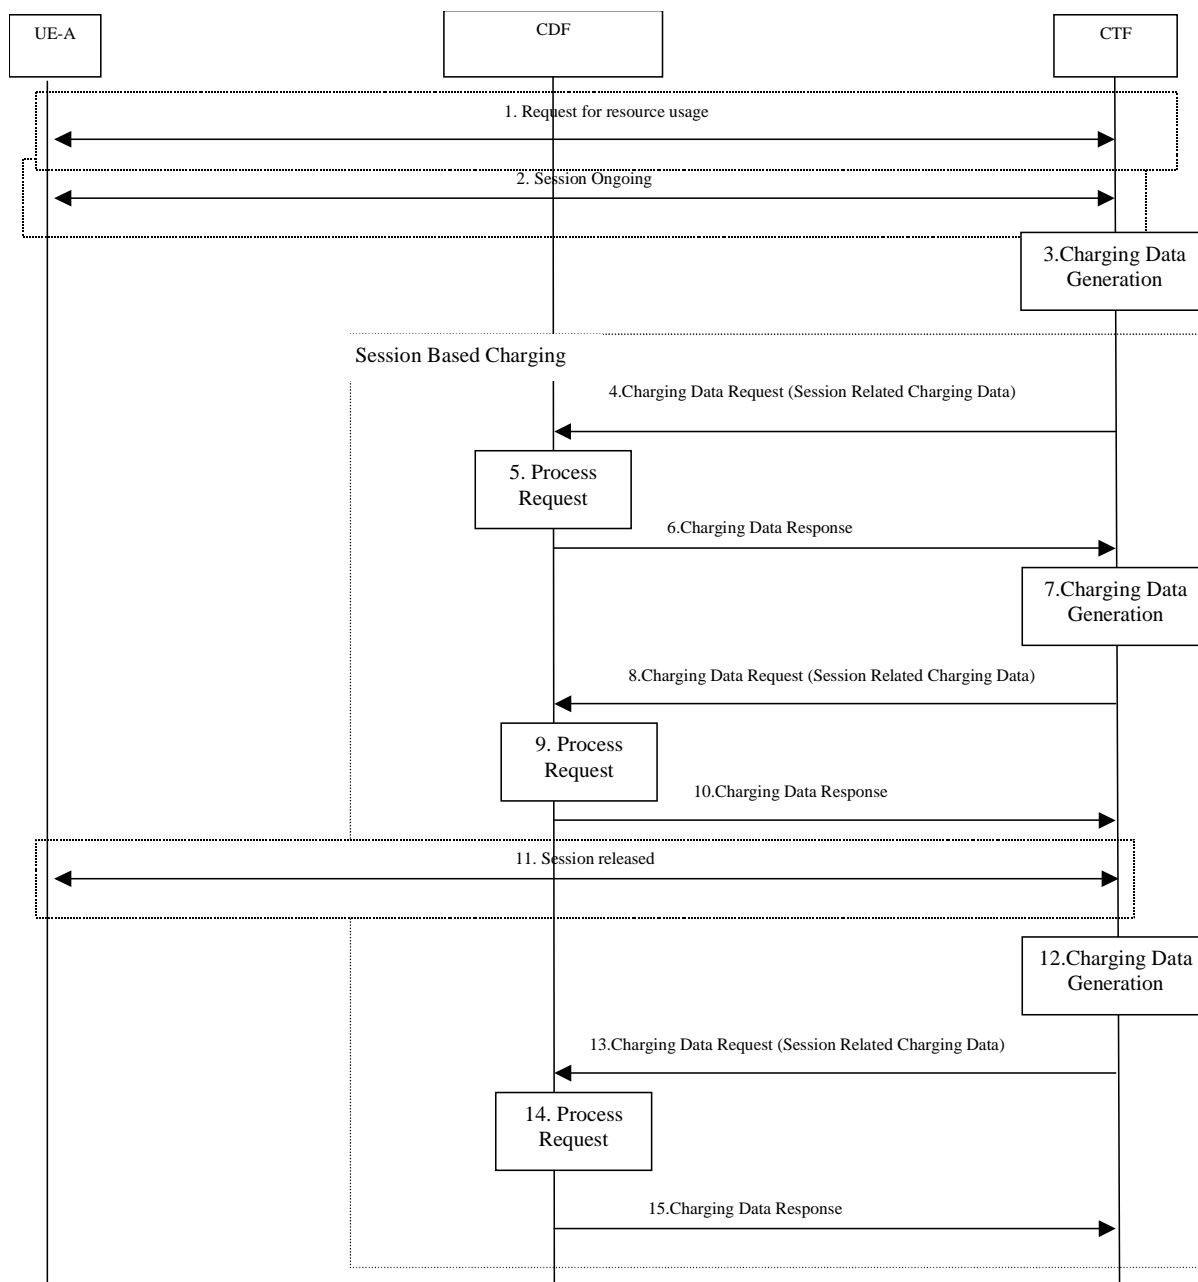 UE-A
CDF
CTF
1. Request for resource usage
2. Session Ongoing
3.Charging Data
Generation
Session Based Charging
4.Charging Data Request (Session Related Charging Data)
5. Process
Request
6.Charging Data Response
7.Charging Data
Generation
8.Charging Data Request (Session Related Charging Data)
9. Process
Request
10.Charging Data Response
11. Session released
12.Charging Data
Generation
13.Charging Data Request (Session Related Charging Data)
14. Process
Request
15.Charging Data Response